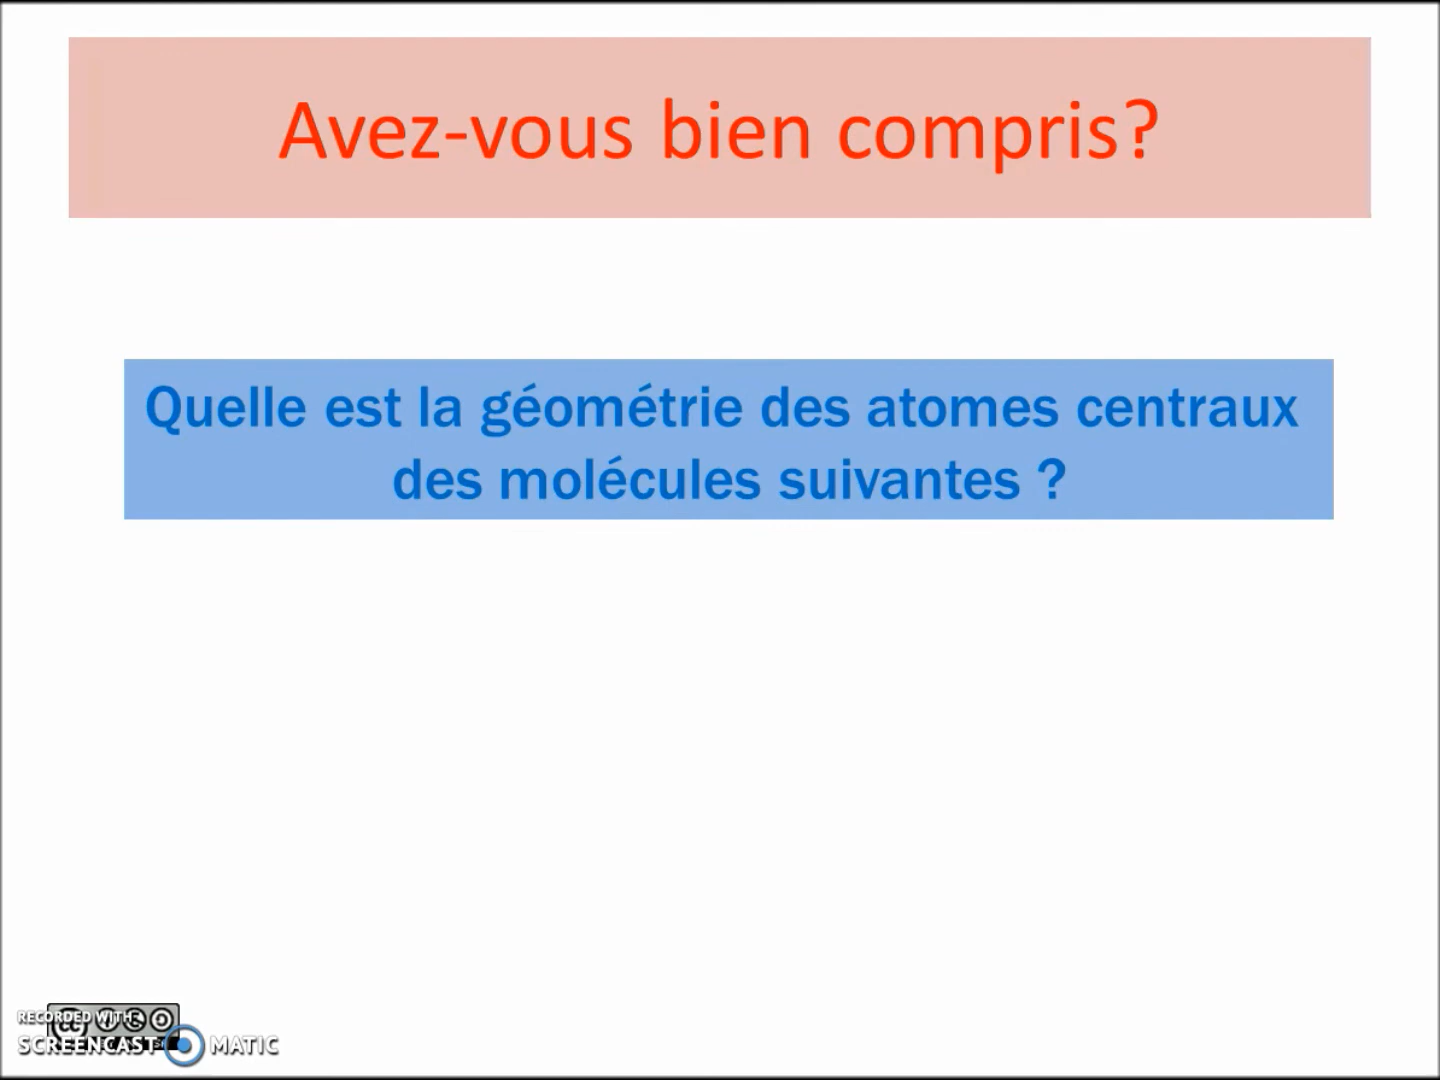 Avez-vous bien compris?
Quelle est la géométrie des atomes centraux
des molécules suivantes ?
RECORDED WITH
SCREENCAST MATIC